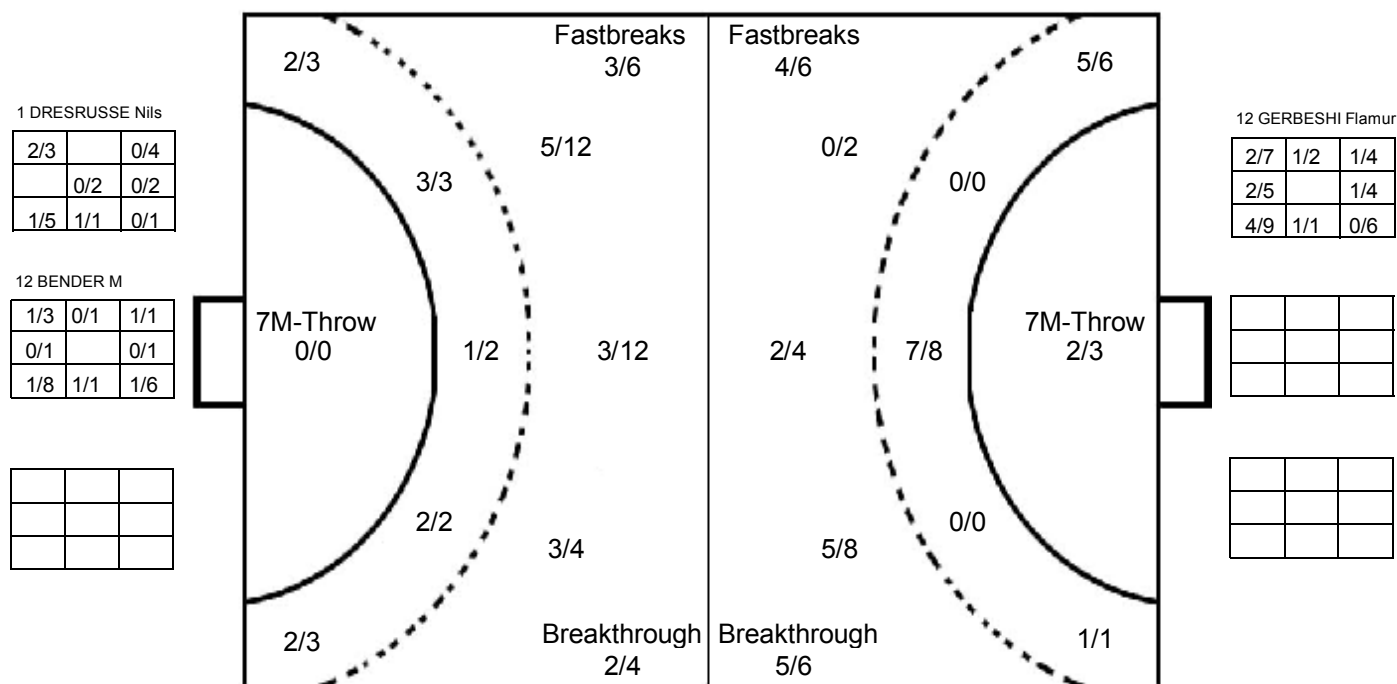 Fastbreaks
3/6
Fastbreaks
4/6
2/3
5/6
1 DRESRUSSE Nils
2/3 0/4
0/2 0/2
1/5 1/1 0/1
12 GERBESHI Flamur
2/7 1/2 1/4
2/5 1/4
4/9 1/1 0/6
5/12
0/2
3/3
0/0
12 BENDER M
1/3 0/1 1/1
0/1 0/1
1/8 1/1 1/6
7M-Throw
0/0
1/2
3/12
2/4
7/8
7M-Throw
2/3
2/2
0/0
3/4
5/8
2/3
Breakthrough
2/4
Breakthrough
5/6
1/1